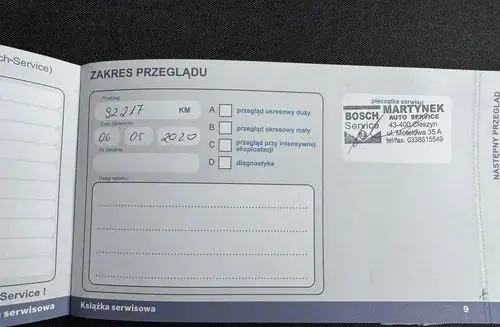 ch-Service)
ZAKRES PRZEGLĄDU
Przebieg
92217 KM
Data
06 05 2020
Nr zlecenia
A przegląd okresowy duży
B przegląd okresowy mały
C przegląd przy intensywnej
eksploatacji
D diagnostyka
Uwagi serwisu
pieczątka serwisu
MARTYNEK
BOSCH AUTO SERVICE
Service 43-400 Cieszyn
ul. Motelowa 35 A
tel/fax. 0338515549
NASTĘPNY PRZEGLĄD
Service !
a serwisowa
Książka serwisowa
9